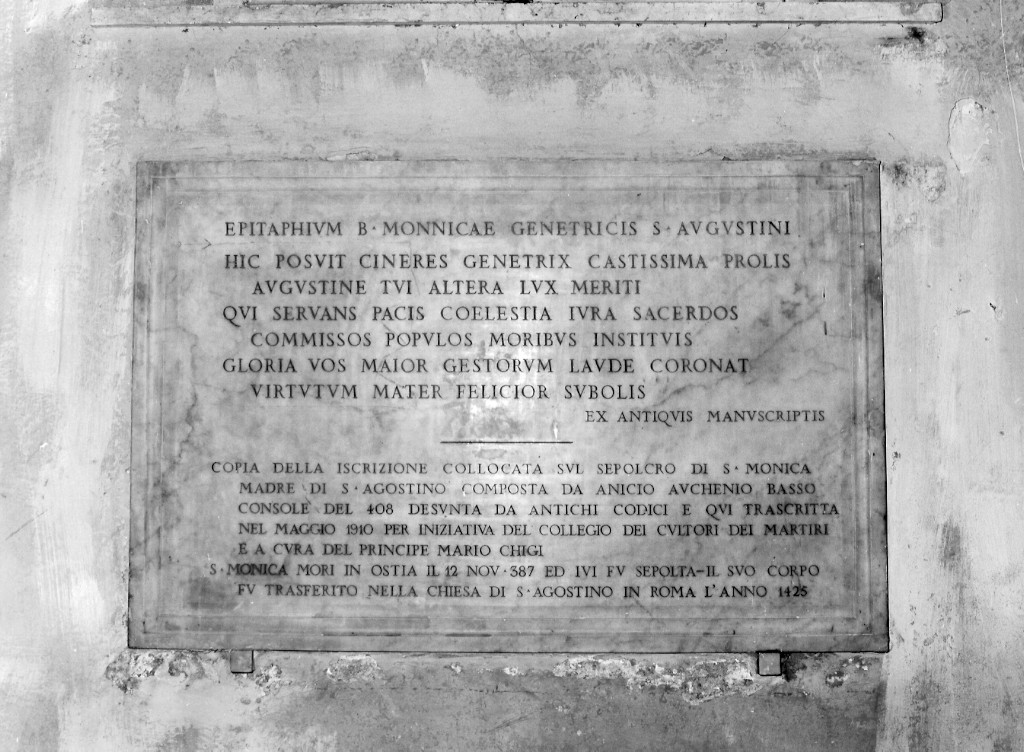 EPITAPHIVM B·MONNICAE GENETRICIS S·AVGVSTINI
HIC POSVIT CINERES GENETRIX CASTISSIMA PROLIS
AVGVSTINE TVI ALTERA LVX MERITI
QVI SERVANS PACIS COELESTIA IVRA SACERDOS
COMMISSOS POPVLOS MORIBVS INSTITVIS
GLORIA VOS MAIOR GESTORVM LAVDE CORONAT
VIRTVTVM MATER FELICIOR SVBOLIS
EX ANTIQVIS MANVSCRIPTIS
COPIA DELLA ISCRIZIONE COLLOCATA SVL SEPOLCRO DI S·MONICA
MADRE DI S·AGOSTINO COMPOSTA DA ANICIO AVCHENIO BASSO
CONSOLE DEL 408 DESVNTA DA ANTICHI CODICI E QVI TRASCRITTA
NEL MAGGIO 1910 PER INIZIATIVA DEL COLLEGIO DEI CVLTORI DEI MARTIRI
E A CVRA DEL PRINCIPE MARIO CHIGI
S·MONICA MORI IN OSTIA IL 12 NOV·387 ED IVI FV SEPOLTA-IL SVO CORPO
FV TRASFERITO NELLA CHIESA DI S·AGOSTINO IN ROMA L'ANNO 1425